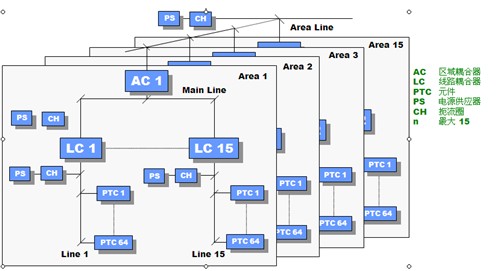 PS
CH
Area Line
Area 15
Area 3
Area 2
Area 1
AC 1
Main Line
PS
CH
LC 1
LC 15
PS
CH
PS
CH
PTC 1
PTC 1
PTC 1
PTC 1
PTC 64
PTC 64
PTC 64
PTC 64
Line 1
Line 15
AC 区域耦合器
LC 线路耦合器
PTC 元件
PS 电源供应器
CH 扼流圈
n 最大 15